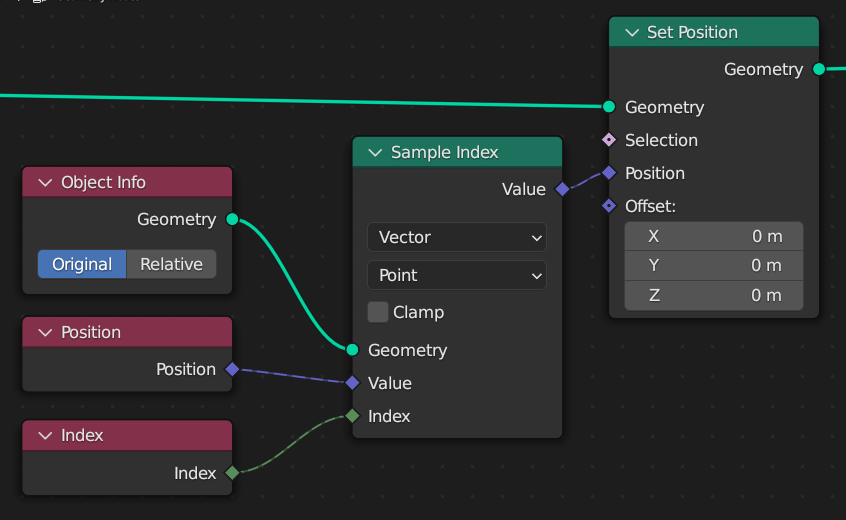 Set Position
Geometry
Geometry
Selection
Position
Offset:
X 0 m
Y 0 m
Z 0 m
Sample Index
Value
Vector
Point
Clamp
Geometry
Value
Index
Object Info
Geometry
Original Relative
Position
Position
Index
Index